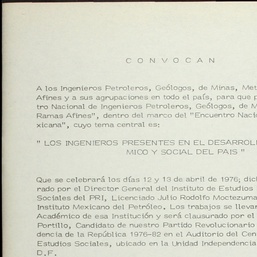 C O N V O C A N
A los Ingenieros Petroleros, Geólogos, de Minas, Met
Afines y a sus agrupaciones en todo el país, para que p
tro Nacional de Ingenieros Petroleros, Geólogos, de M
Ramas Afines", dentro del marco del "Encuentro Nacio
xicana", cuyo tema central es:
" LOS INGENIEROS PRESENTES EN EL DESARROLL
MICO Y SOCIAL DEL PAIS "
Que se celebrará los días 12 y 13 de abril de 1976, dic
rado por el Director General del Instituto de Estudios
Sociales del PRI, Licenciado Julio Rodolfo Moctezuma
Instituto Mexicano del Petróleo. Los trabajos se llevar
Académico de esa Institución y será clausurado por el
Portillo, Candidato de nuestro Partido Revolucionario
dencia de la República 1976-82 en el Auditorio del Cen
Estudios Sociales, ubicado en la Unidad Independencia
D.F.